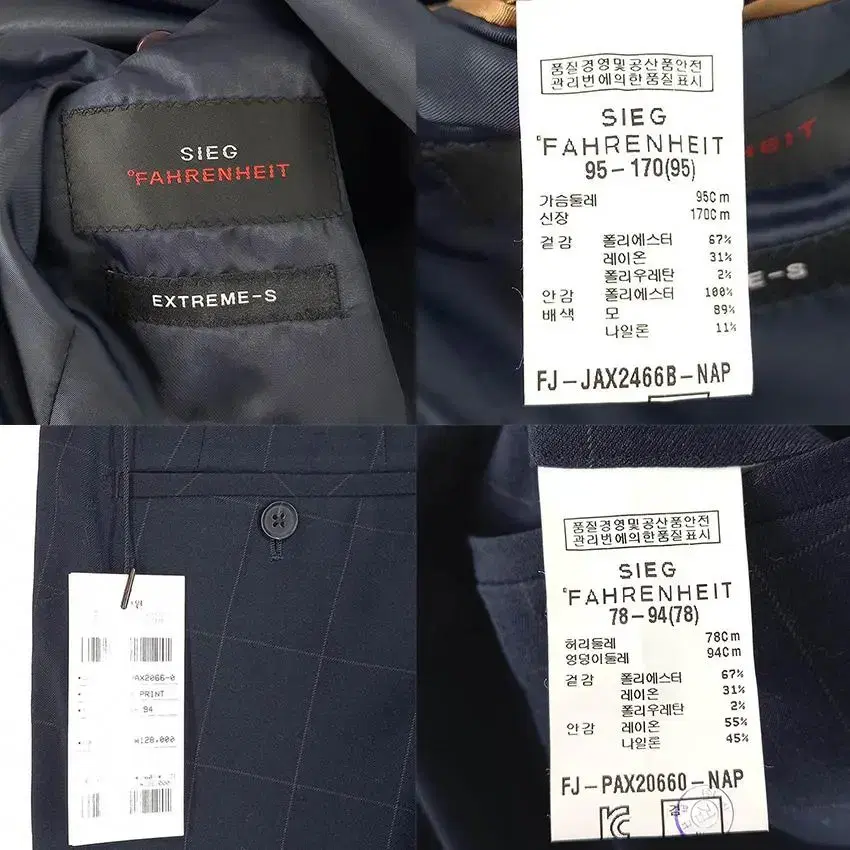 SIEG
°FAHRENHEIT
EXTREME-S
품질경영및공산품안전
관리법에의한품질표시
SIEG
°FAHRENHEIT
95-170(95)
가슴둘레 95Cm
신장 170Cm
겉감 폴리에스터 67%
레이온 31%
폴리우레탄 2%
안감 폴리에스터 100%
배색 모 89%
나일론 11%
FJ-JAX2466B-NAP
HEIT
E-S
AX2066-0
PRINT
94
₩128,000
품질경영및공산품안전
관리법에의한품질표시
SIEG
°FAHRENHEIT
78-94(78)
허리둘레 78Cm
엉덩이둘레 94Cm
겉감 폴리에스터 67%
레이온 31%
폴리우레탄 2%
안감 레이온 55%
나일론 45%
FJ-PAX20660-NAP
검